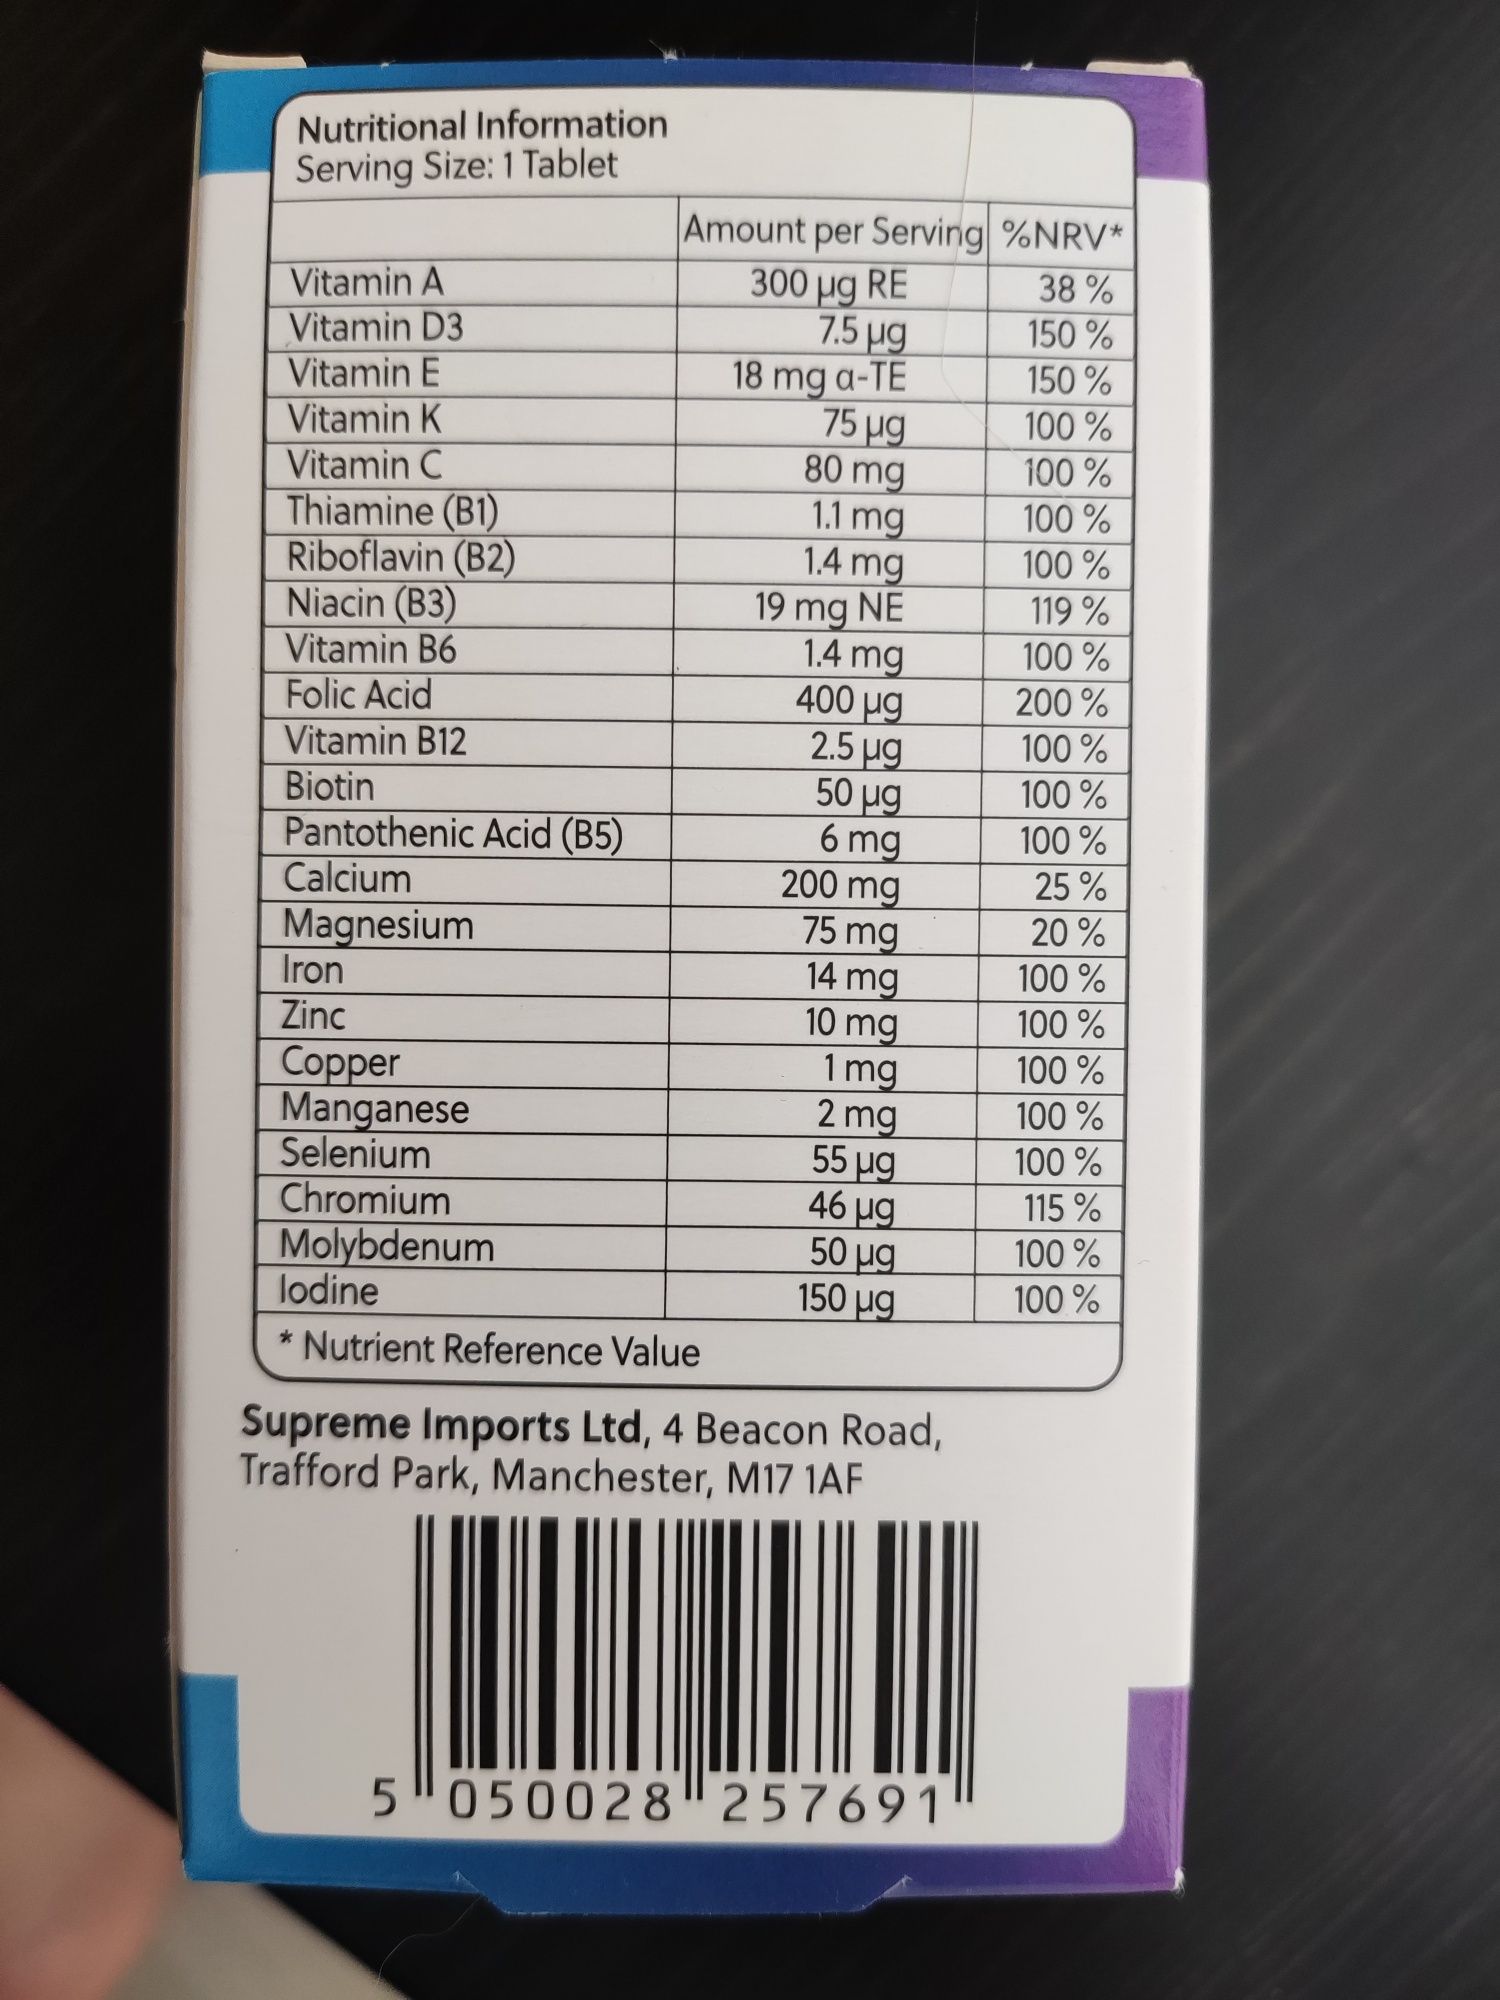 Nutritional Information
Serving Size: 1 Tablet
Amount per Serving %NRV*
Vitamin A 300 µg RE 38 %
Vitamin D3 7.5 µg 150 %
Vitamin E 18 mg α-TE 150 %
Vitamin K 75 µg 100 %
Vitamin C 80 mg 100 %
Thiamine (B1) 1.1 mg 100 %
Riboflavin (B2) 1.4 mg 100 %
Niacin (B3) 19 mg NE 119 %
Vitamin B6 1.4 mg 100 %
Folic Acid 400 µg 200 %
Vitamin B12 2.5 µg 100 %
Biotin 50 µg 100 %
Pantothenic Acid (B5) 6 mg 100 %
Calcium 200 mg 25 %
Magnesium 75 mg 20 %
Iron 14 mg 100 %
Zinc 10 mg 100 %
Copper 1 mg 100 %
Manganese 2 mg 100 %
Selenium 55 µg 100 %
Chromium 46 µg 115 %
Molybdenum 50 µg 100 %
Iodine 150 µg 100 %
* Nutrient Reference Value
Supreme Imports Ltd, 4 Beacon Road,
Trafford Park, Manchester, M17 1AF
5 050028 257691